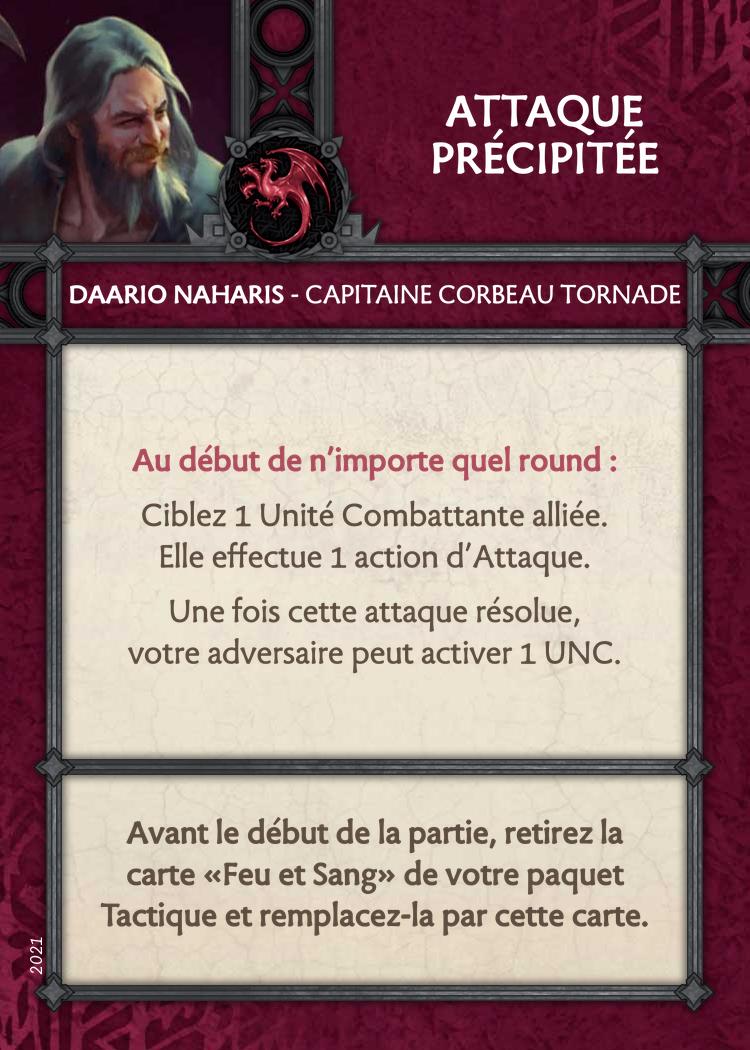 ATTAQUE
PRÉCIPITÉE
DAARIO NAHARIS - CAPITAINE CORBEAU TORNADE
Au début de n’importe quel round :
Ciblez 1 Unité Combattante alliée.
Elle effectue 1 action d’Attaque.
Une fois cette attaque résolue,
votre adversaire peut activer 1 UNC.
Avant le début de la partie, retirez la
carte «Feu et Sang» de votre paquet
Tactique et remplacez-la par cette carte.
2021